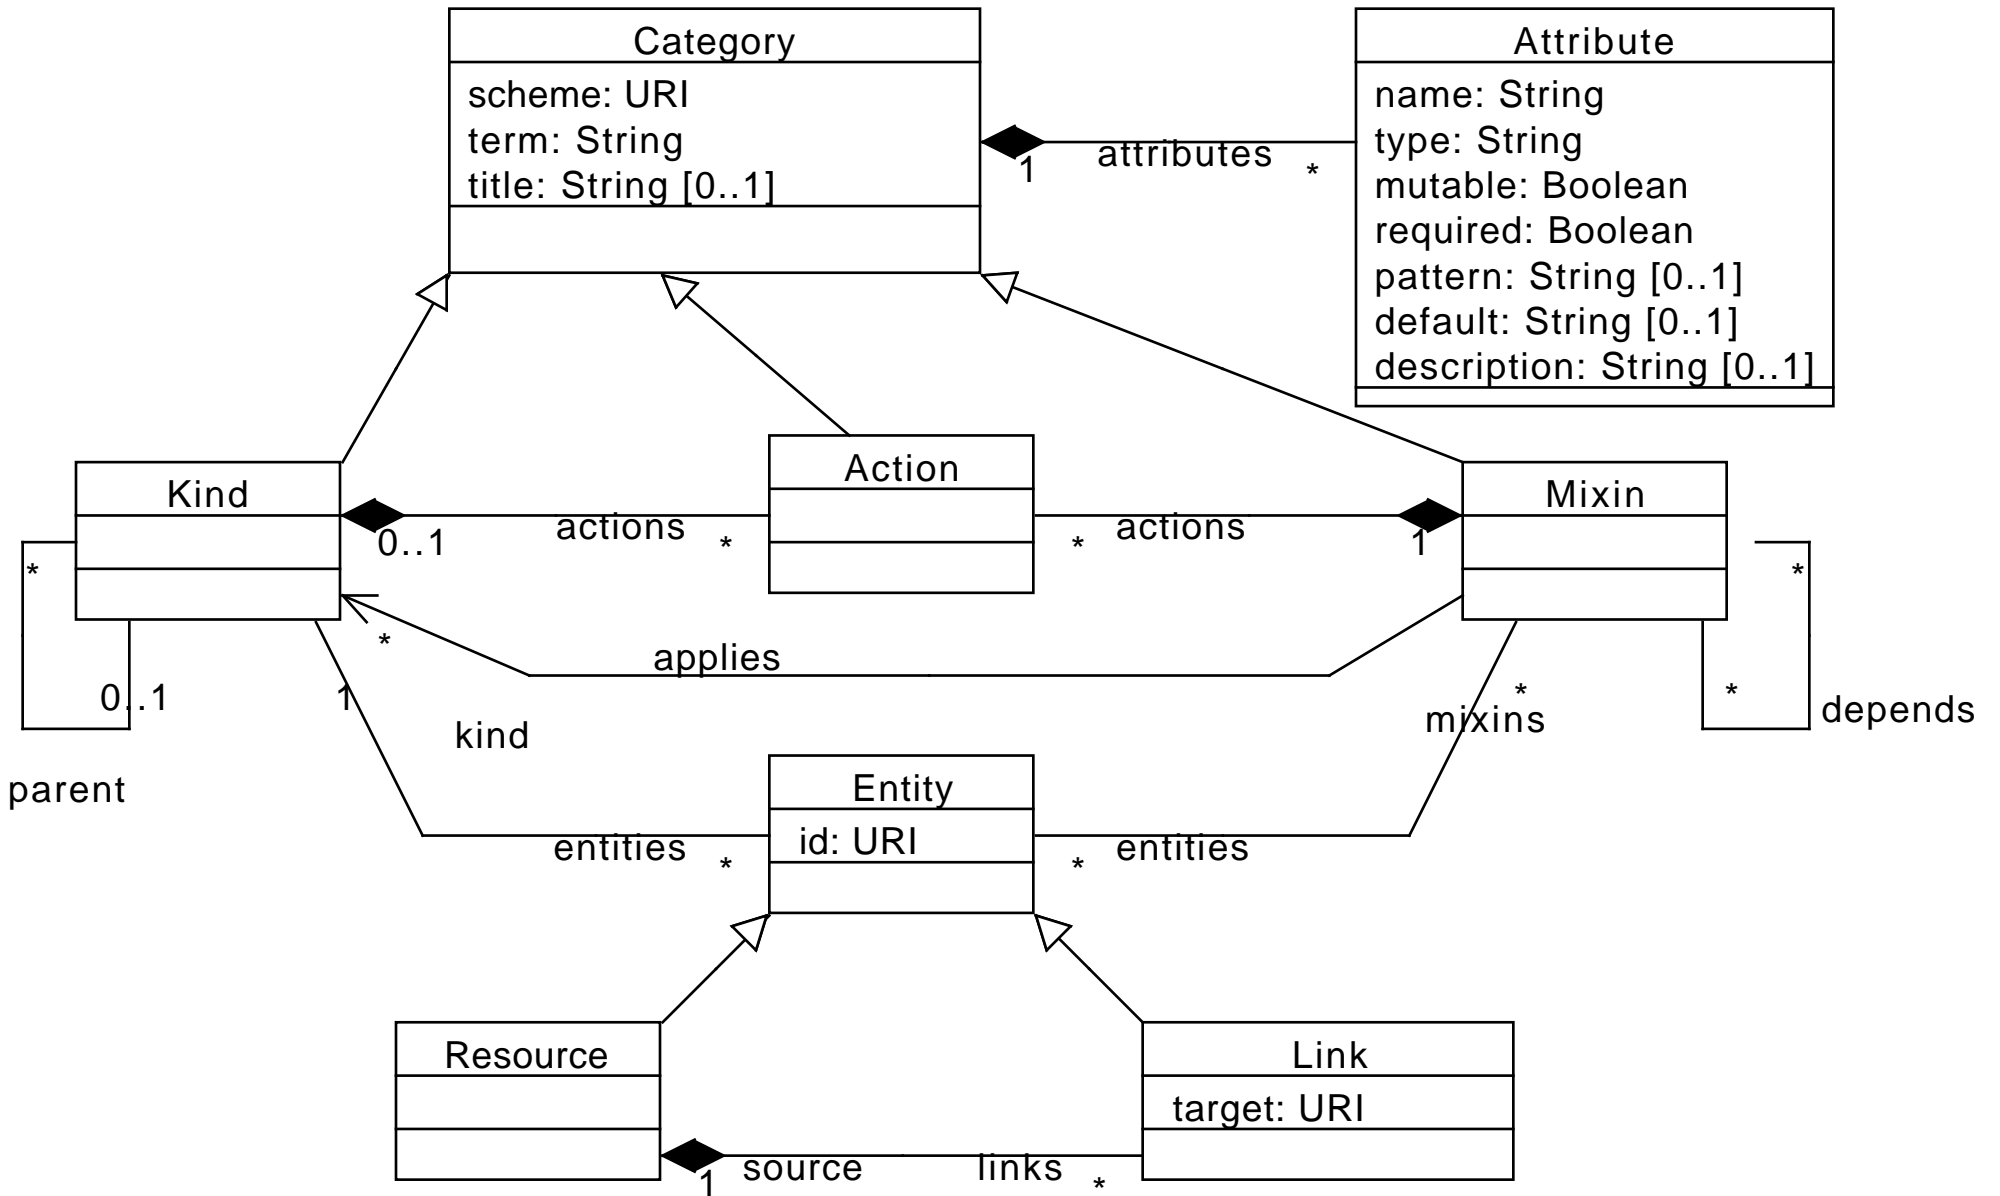 Category
scheme: URI
term: String
title: String [0..1]
Attribute
name: String
type: String
mutable: Boolean
required: Boolean
pattern: String [0..1]
default: String [0..1]
description: String [0..1]
1
attributes
*
Kind
Action
Mixin
0..1
actions
*
*
actions
1
*
0..1
parent
*
applies
*
*
depends
1
kind
*
mixins
Entity
id: URI
entities
*
*
entities
Resource
Link
target: URI
1
source
links
*